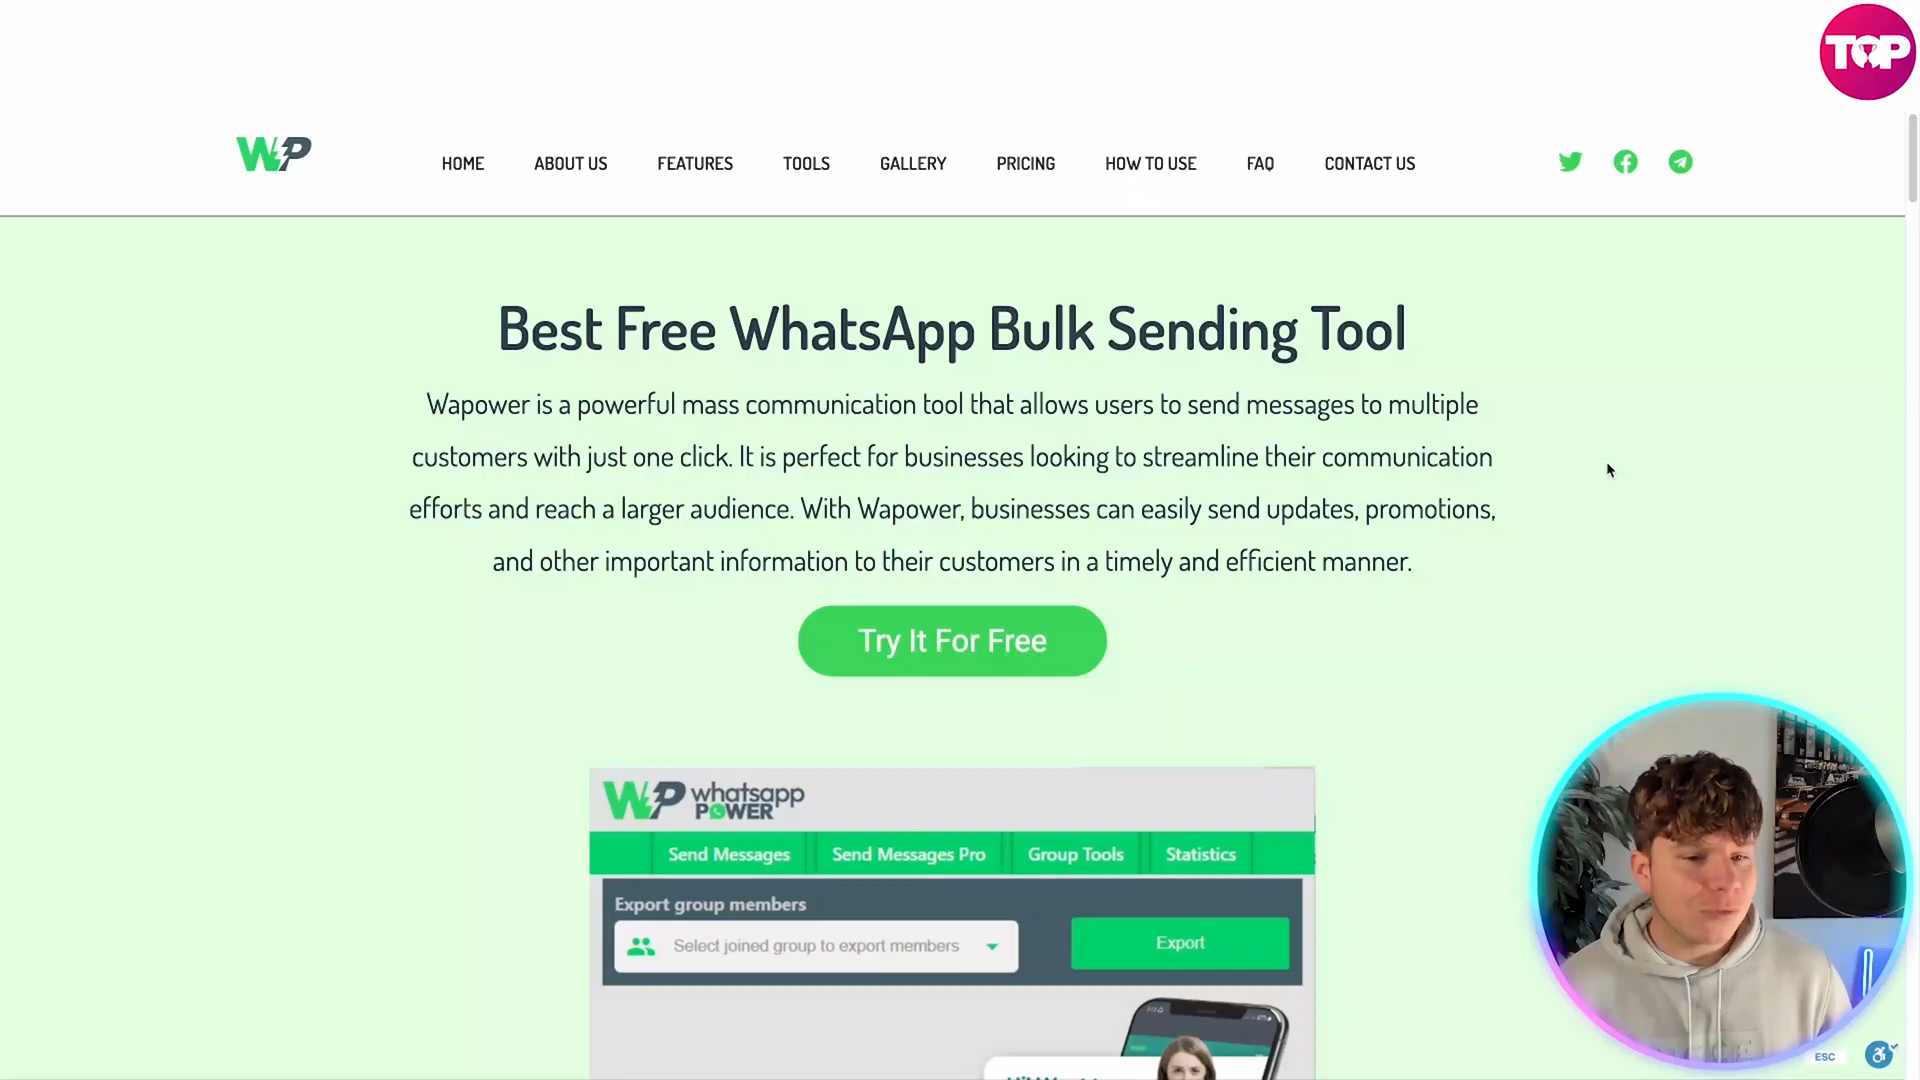 TOP
WP
HOME
ABOUT US
FEATURES
TOOLS
GALLERY
PRICING
HOW TO USE
FAQ
CONTACT US
Best Free WhatsApp Bulk Sending Tool
Wapower is a powerful mass communication tool that allows users to send messages to multiple
customers with just one click. It is perfect for businesses looking to streamline their communication
efforts and reach a larger audience. With Wapower, businesses can easily send updates, promotions,
and other important information to their customers in a timely and efficient manner.
Try It For Free
WP whatsapp
POWER
Send Messages
Send Messages Pro
Group Tools
Statistics
Export group members
Select joined group to export members
Export
ESC